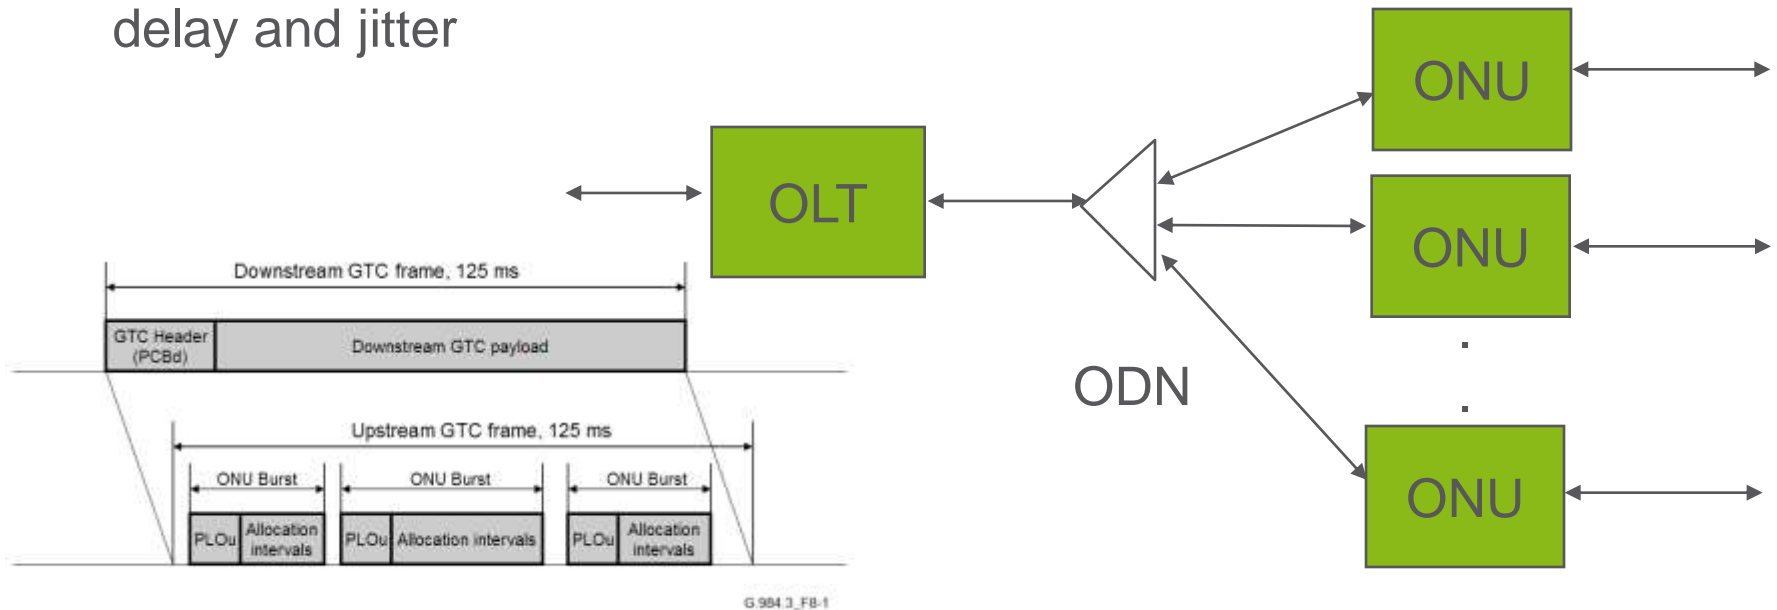 delay and jitter
ONU
OLT
ONU
Downstream GTC frame, 125 ms
GTC Header
(PCBd)
Downstream GTC payload
ODN
Upstream GTC frame, 125 ms
ONU Burst
ONU Burst
ONU Burst
ONU
PLOu
Allocation
intervals
PLOu
Allocation intervals
PLOu
Allocation
intervals
G.984.3_F8-1